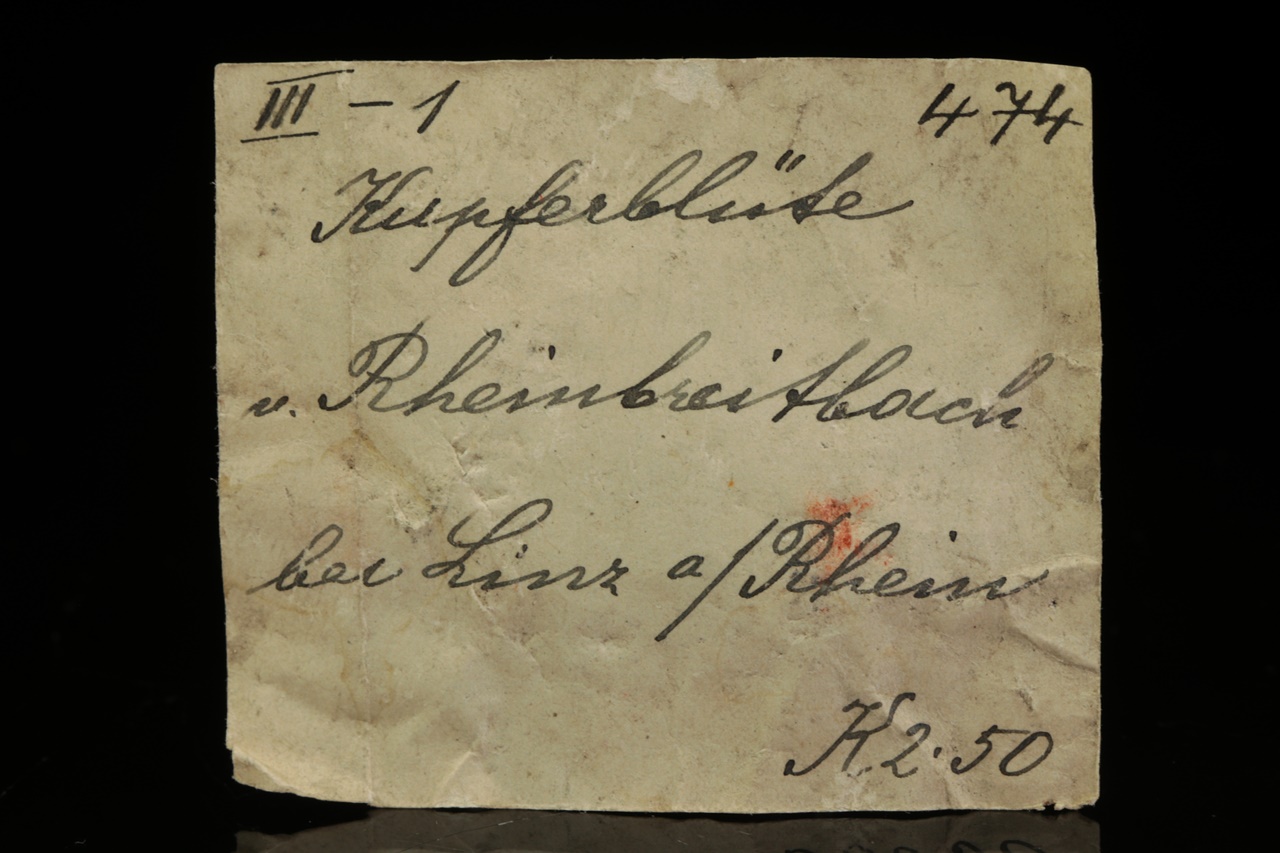 III - 1 474
Kupferblüte
v. Rheinbreitbach
bei Linz a/Rhein
K 2.50